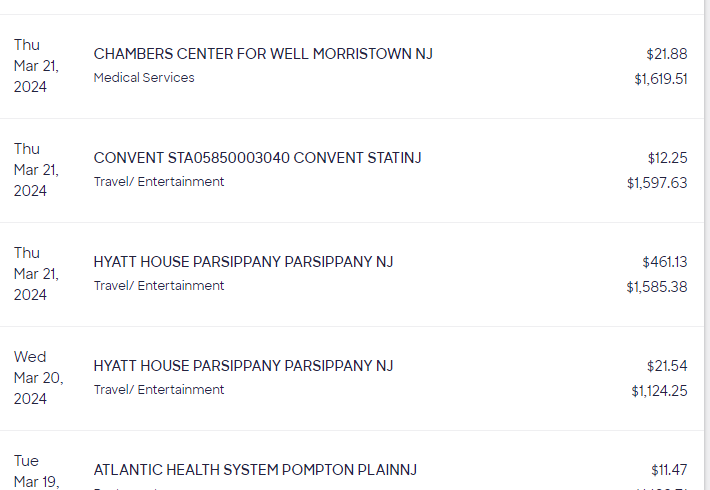 Thu
Mar 21,
2024
CHAMBERS CENTER FOR WELL MORRISTOWN NJ
Medical Services
$21.88
$1,619.51
Thu
Mar 21,
2024
CONVENT STA05850003040 CONVENT STATINJ
Travel/ Entertainment
$12.25
$1,597.63
Thu
Mar 21,
2024
HYATT HOUSE PARSIPPANY PARSIPPANY NJ
Travel/ Entertainment
$461.13
$1,585.38
Wed
Mar 20,
2024
HYATT HOUSE PARSIPPANY PARSIPPANY NJ
Travel/ Entertainment
$21.54
$1,124.25
Tue
Mar 19,
ATLANTIC HEALTH SYSTEM POMPTON PLAINNJ
$11.47